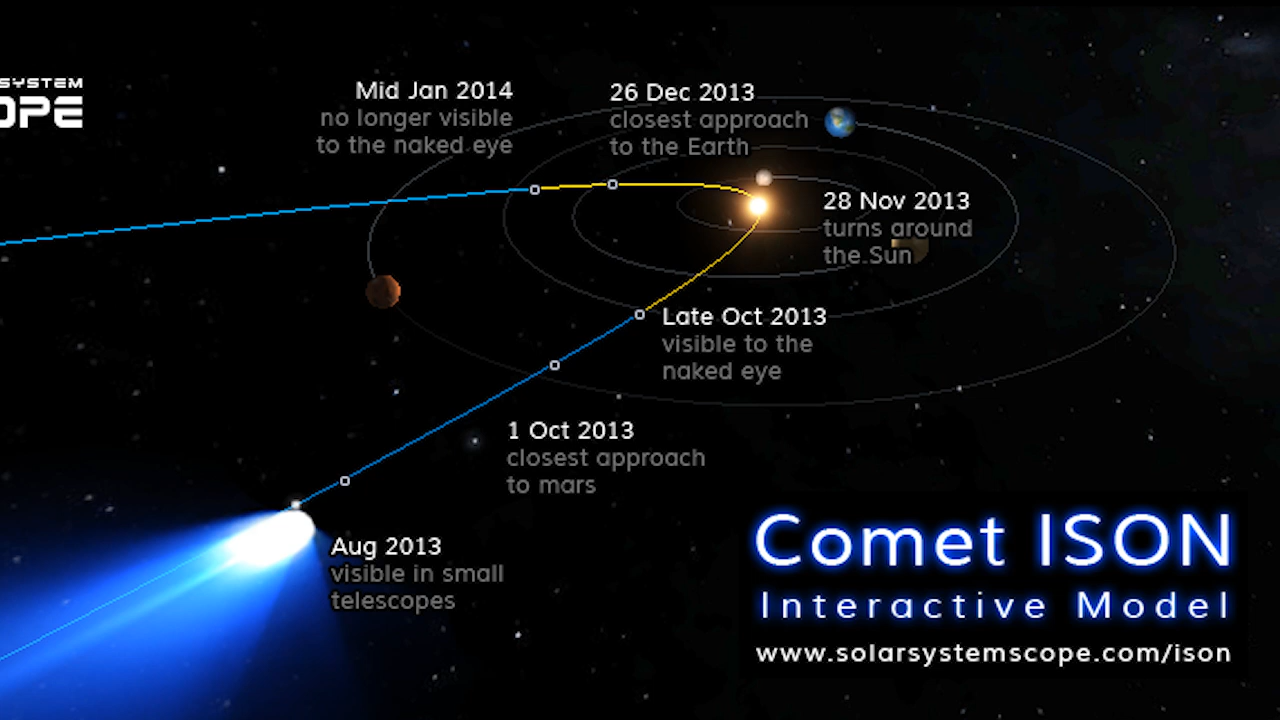 SYSTEM
OPE
Mid Jan 2014
no longer visible
to the naked eye
26 Dec 2013
closest approach
to the Earth
28 Nov 2013
turns around
the Sun
Late Oct 2013
visible to the
naked eye
1 Oct 2013
closest approach
to mars
Aug 2013
visible in small
telescopes
Comet ISON
Interactive Model
www.solarsystemscope.com/ison